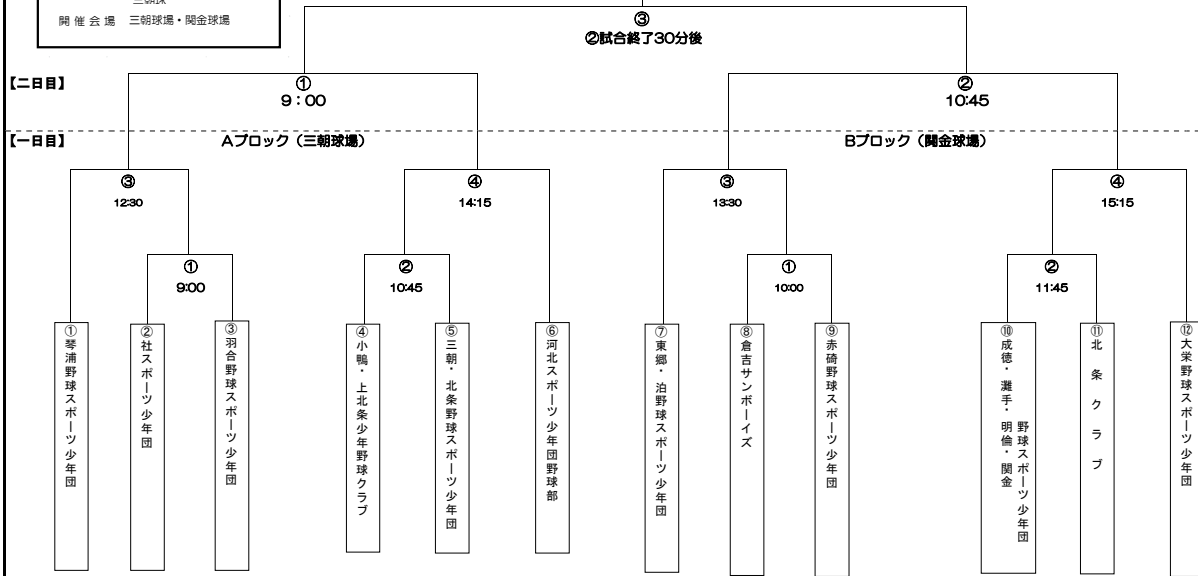 三朝球
開催会場 三朝球場・関金球場
③
②試合終了30分後
【二日目】
①
9：00
②
10:45
【一日目】
Aブロック（三朝球場）
Bブロック（関金球場）
③
12:30
④
14:15
③
13:30
④
15:15
①
9:00
②
10:45
①
10:00
②
11:45
①琴浦野球スポーツ少年団
②社スポーツ少年団
③羽合野球スポーツ少年団
④小鴨・上北条少年野球クラブ
⑤三朝・北条野球スポーツ少年団
⑥河北スポーツ少年団野球部
⑦東郷・泊野球スポーツ少年団
⑧倉吉サンボーイズ
⑨赤碕野球スポーツ少年団
⑩成徳・灘手・明倫・関金
野球スポーツ少年団
⑪北条クラブ
⑫大栄野球スポーツ少年団